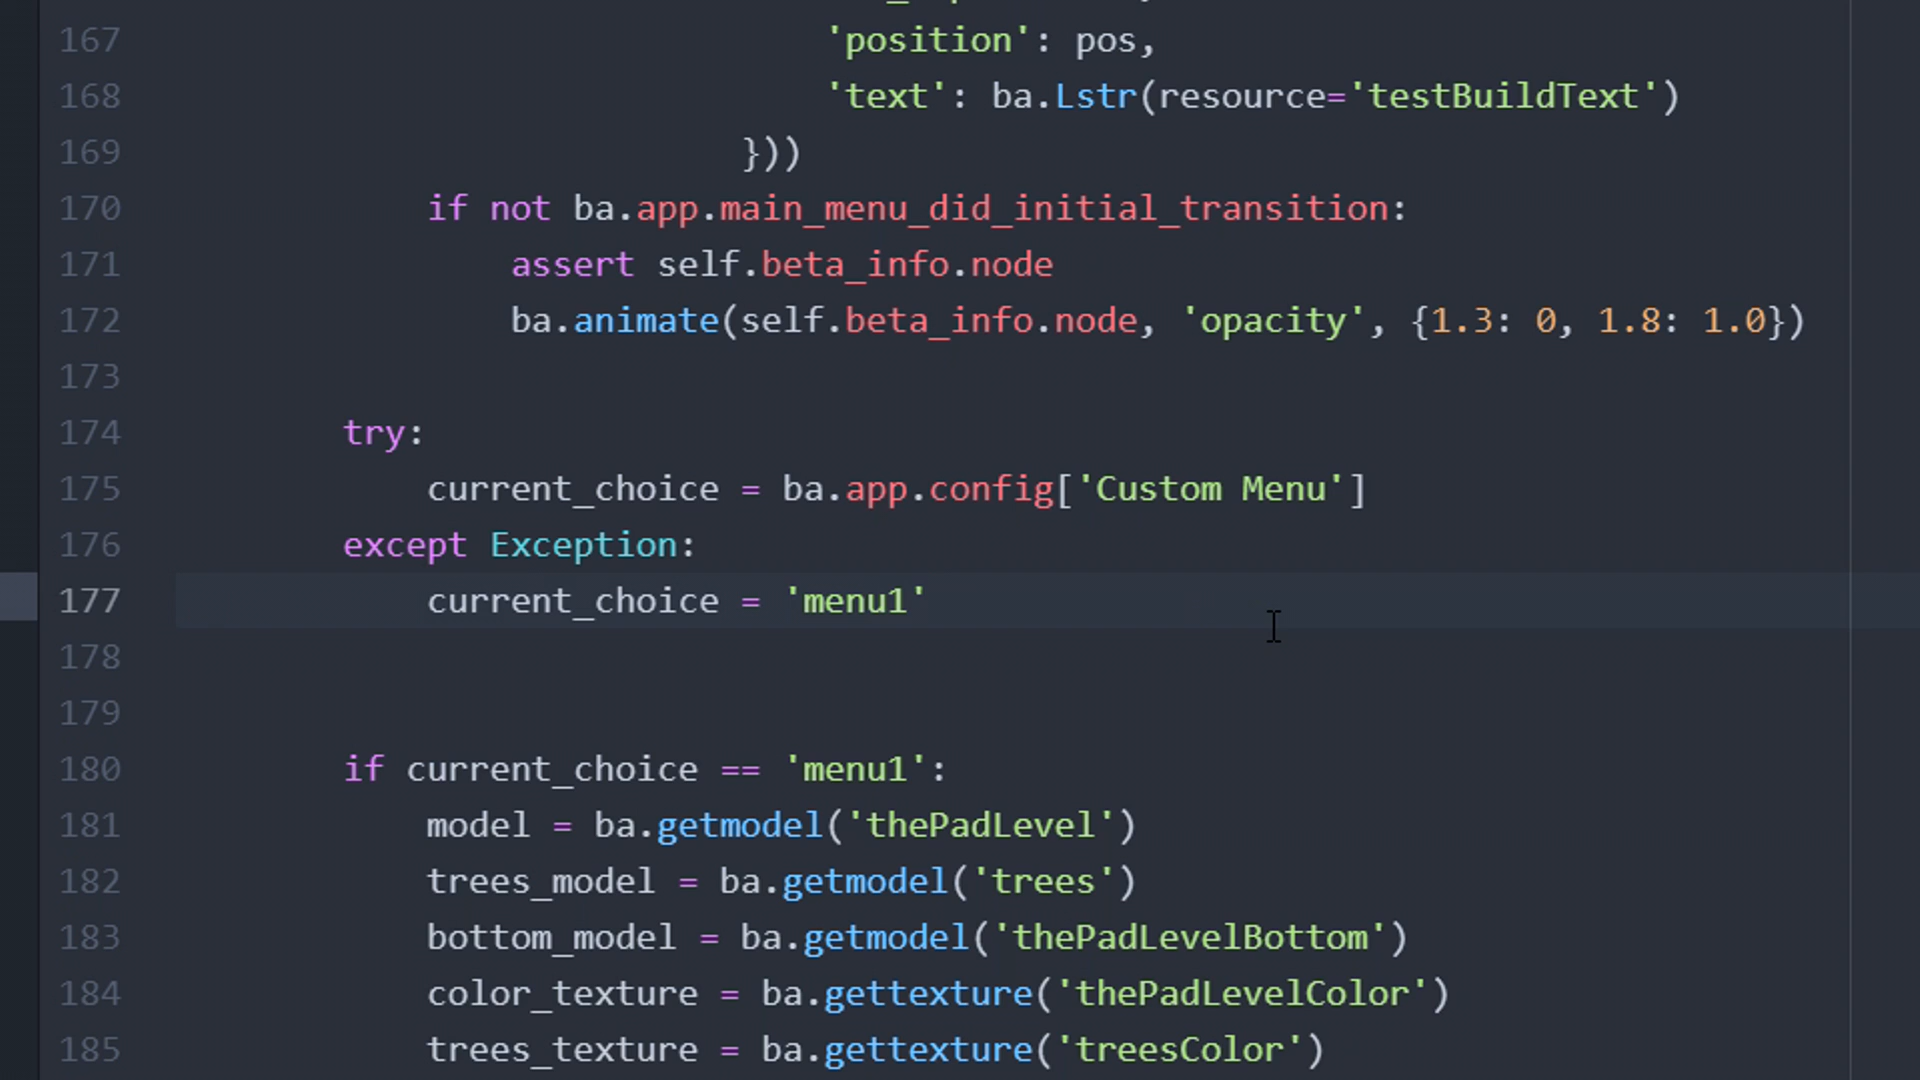 167 'position': pos,
168 'text': ba.Lstr(resource='testBuildText')
169 }))
170 if not ba.app.main_menu_did_initial_transition:
171 assert self.beta_info.node
172 ba.animate(self.beta_info.node, 'opacity', {1.3: 0, 1.8: 1.0})
173
174 try:
175 current_choice = ba.app.config['Custom Menu']
176 except Exception:
177 current_choice = 'menu1'
178
179
180 if current_choice == 'menu1':
181 model = ba.getmodel('thePadLevel')
182 trees_model = ba.getmodel('trees')
183 bottom_model = ba.getmodel('thePadLevelBottom')
184 color_texture = ba.gettexture('thePadLevelColor')
185 trees_texture = ba.gettexture('treesColor')